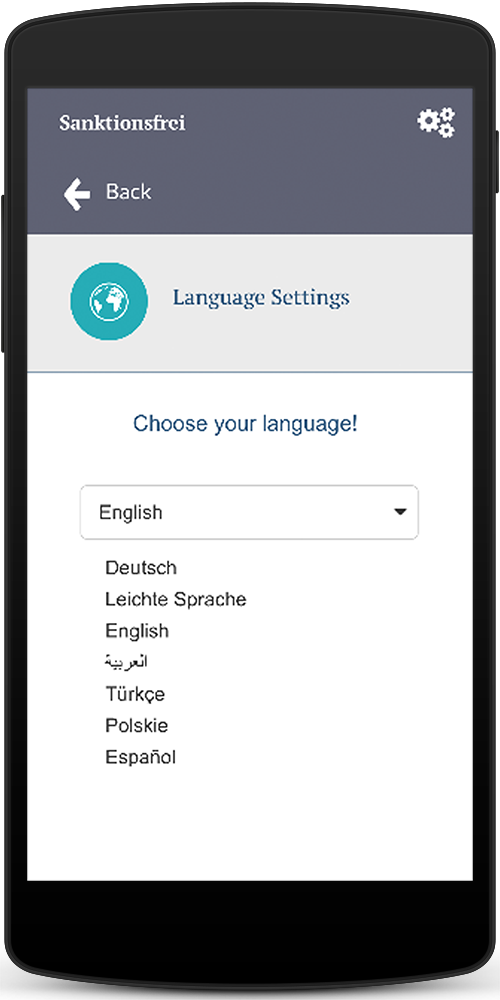 Sanktionsfrei
Back
Language Settings
Choose your language!
English
Deutsch
Leichte Sprache
English
العربية
Türkçe
Polskie
Español